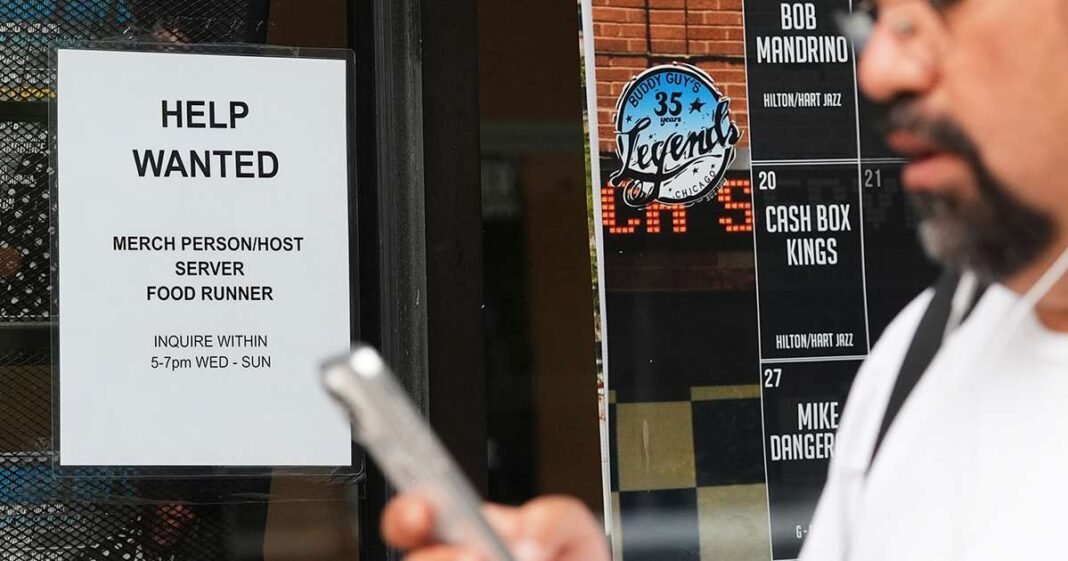 HELP
WANTED
MERCH PERSON/HOST
SERVER
FOOD RUNNER
INQUIRE WITHIN
5-7pm WED - SUN
BUDDY GUY'S
35
years
Legends
CHICAGO
BOB
MANDRINO
HILTON/HART JAZZ
20
CASH BOX
KINGS
HILTON/HART JAZZ
21
27
MIKE